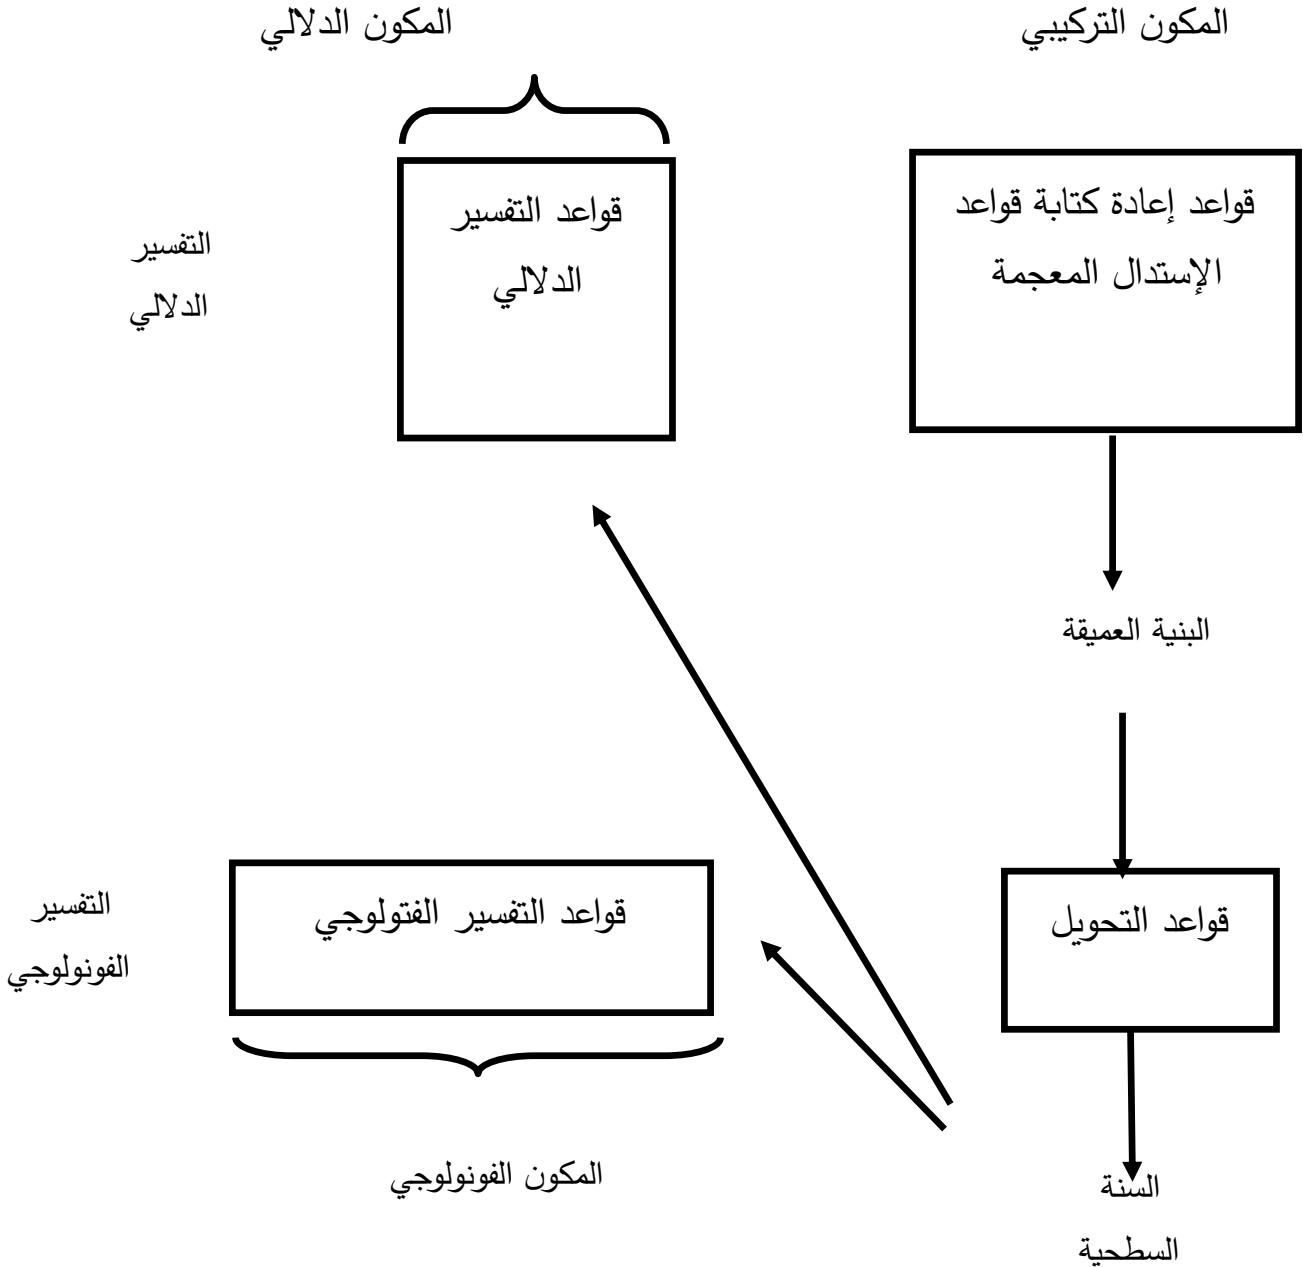 المكون التركيبي
المكون الدلالي
قواعد إعادة كتابة قواعد
الإستدال المعجمة
قواعد التفسير
الدلالي
التفسير
الدلالي
البنية العميقة
قواعد التحويل
قواعد التفسير الفتولوجي
التفسير
الفونولوجي
المكون الفونولوجي
السنة
السطحية